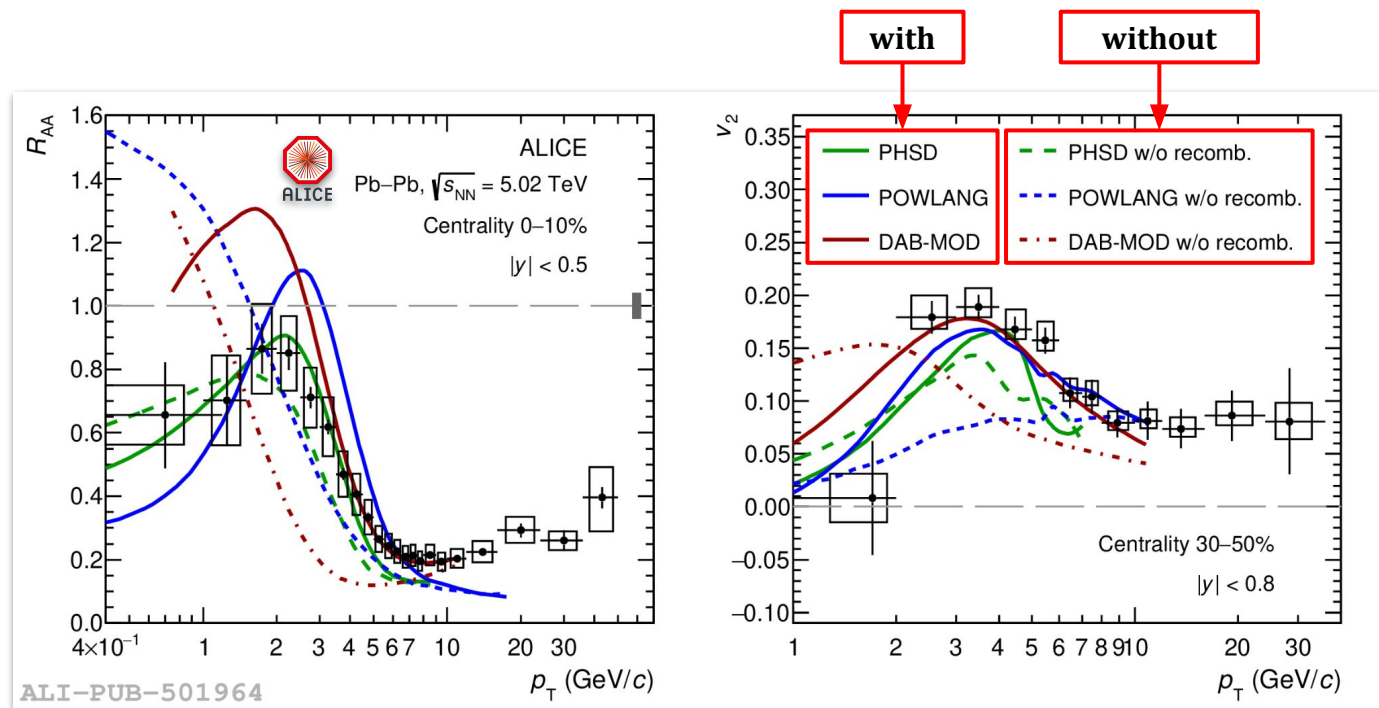 with
without
R_AA
1.6
1.4
1.2
1.0
0.8
0.6
0.4
0.2
0.0
ALICE
ALICE
Pb–Pb, √s_NN = 5.02 TeV
Centrality 0–10%
|y| < 0.5
4×10⁻¹ 1 2 3 4 5 6 7 10 20 30
p_T (GeV/c)
ALI-PUB-501964
v_2
0.35
0.30
0.25
0.20
0.15
0.10
0.05
0.00
−0.05
−0.10
PHSD
POWLANG
DAB-MOD
PHSD w/o recomb.
POWLANG w/o recomb.
DAB-MOD w/o recomb.
Centrality 30–50%
|y| < 0.8
1 2 3 4 5 6 7 8 9 10 20 30
p_T (GeV/c)